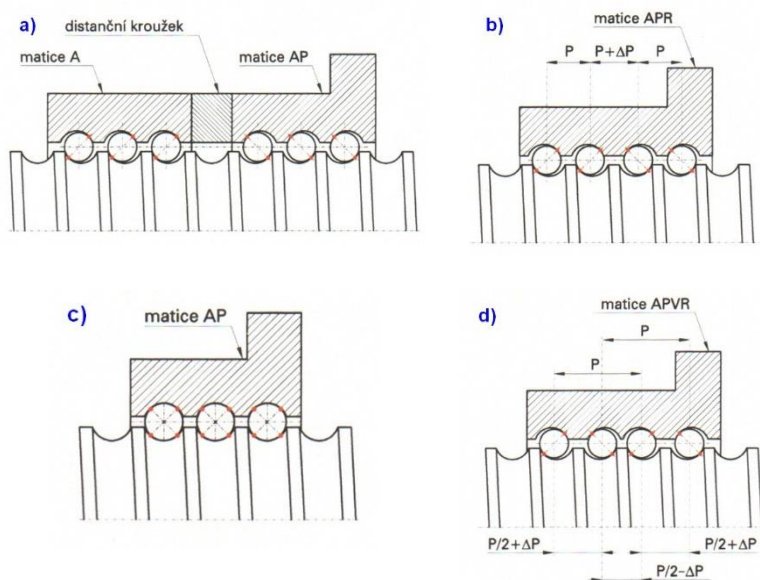 a)
distanční kroužek
matice A
matice AP
b)
matice APR
P
P+ΔP
P
c)
matice AP
d)
matice APVR
P
P
P/2+ΔP
P/2+ΔP
P/2-ΔP